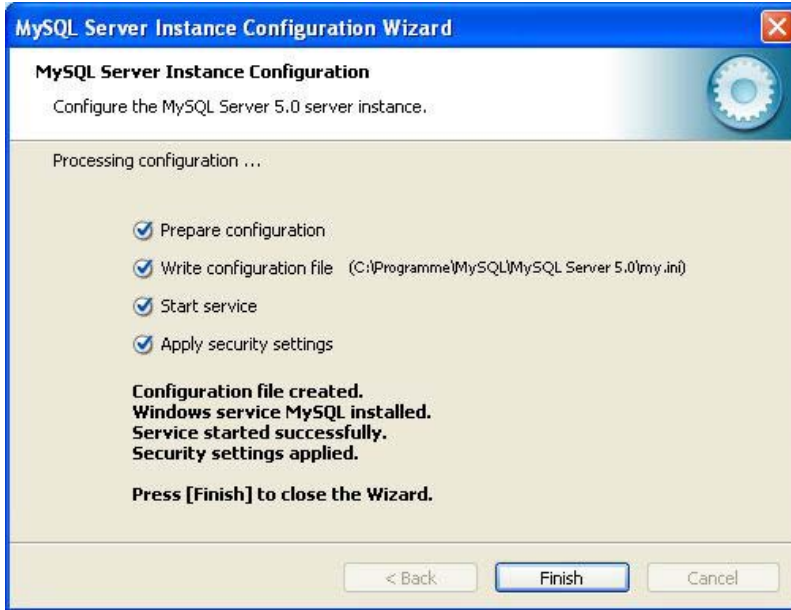 MySQL Server Instance Configuration Wizard
MySQL Server Instance Configuration
Configure the MySQL Server 5.0 server instance.
Processing configuration ...
Prepare configuration
Write configuration file (C:\Programme\MySQL\MySQL Server 5.0\my.ini)
Start service
Apply security settings
Configuration file created.
Windows service MySQL installed.
Service started successfully.
Security settings applied.
Press [Finish] to close the Wizard.
< Back Finish Cancel